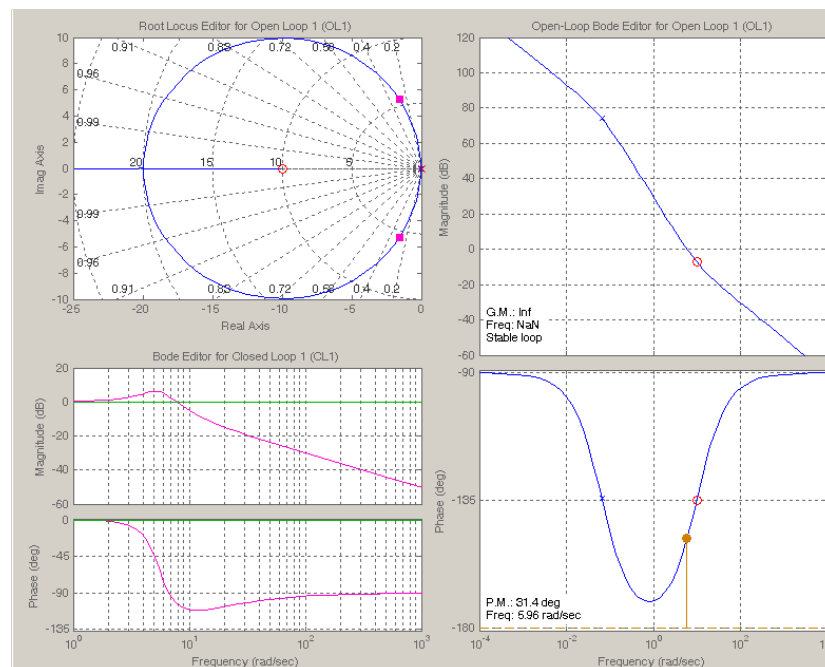 Root Locus Editor for Open Loop 1 (OL1)
10
8
6
4
2
0
-2
-4
-6
-8
-10
Imag Axis
0.91 0.83 0.72 0.58 0.4 0.2
0.96
0.99
20 15 10 5
0.99
0.96
0.91 0.83 0.72 0.58 0.4 0.2
-25 -20 -15 -10 -5 0
Real Axis
Bode Editor for Closed Loop 1 (CL1)
20
0
-20
-40
-60
Magnitude (dB)
0
-45
-90
-135
Phase (deg)
10^0 10^1 10^2 10^3
Frequency (rad/sec)
Open-Loop Bode Editor for Open Loop 1 (OL1)
120
100
80
60
40
20
0
-20
-40
-60
Magnitude (dB)
G.M.: Inf
Freq: NaN
Stable loop
-90
-135
-180
Phase (deg)
P.M.: 31.4 deg
Freq: 5.96 rad/sec
10^-4 10^-2 10^0 10^2
Frequency (rad/sec)